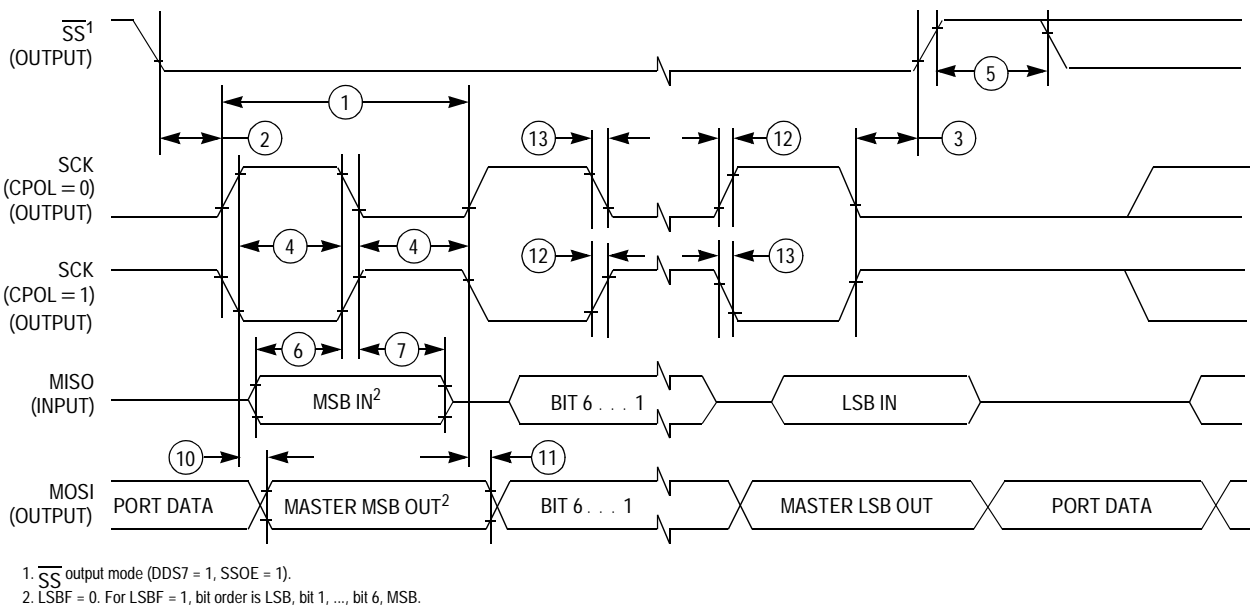 SS1
(OUTPUT)
5
1
2
13
12
3
SCK
(CPOL = 0)
(OUTPUT)
4
4
12
13
SCK
(CPOL = 1)
(OUTPUT)
6
7
MISO
(INPUT)
MSB IN2
BIT 6 . . . 1
LSB IN
10
11
MOSI
(OUTPUT)
PORT DATA
MASTER MSB OUT2
BIT 6 . . . 1
MASTER LSB OUT
PORT DATA
1. SS output mode (DDS7 = 1, SSOE = 1).
2. LSBF = 0. For LSBF = 1, bit order is LSB, bit 1, ..., bit 6, MSB.